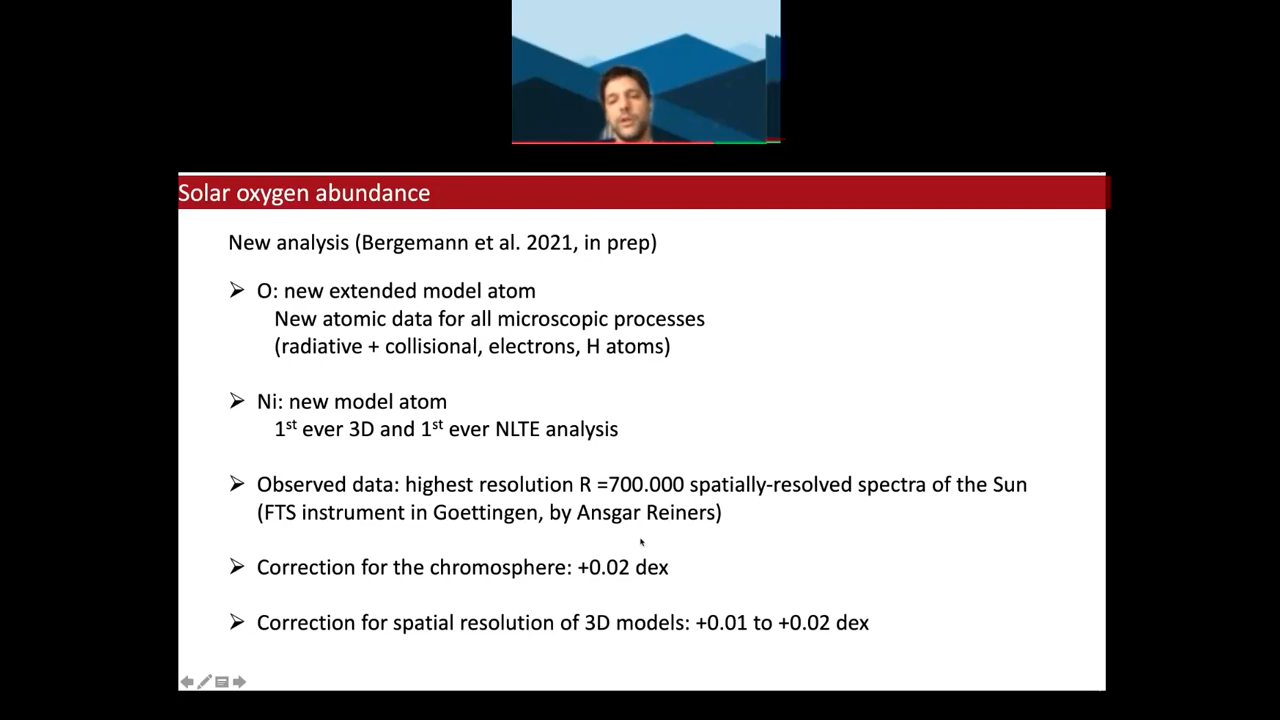 Solar oxygen abundance
New analysis (Bergemann et al. 2021, in prep)
➢ O: new extended model atom
New atomic data for all microscopic processes
(radiative + collisional, electrons, H atoms)
➢ Ni: new model atom
1st ever 3D and 1st ever NLTE analysis
➢ Observed data: highest resolution R =700.000 spatially-resolved spectra of the Sun
(FTS instrument in Goettingen, by Ansgar Reiners)
➢ Correction for the chromosphere: +0.02 dex
➢ Correction for spatial resolution of 3D models: +0.01 to +0.02 dex